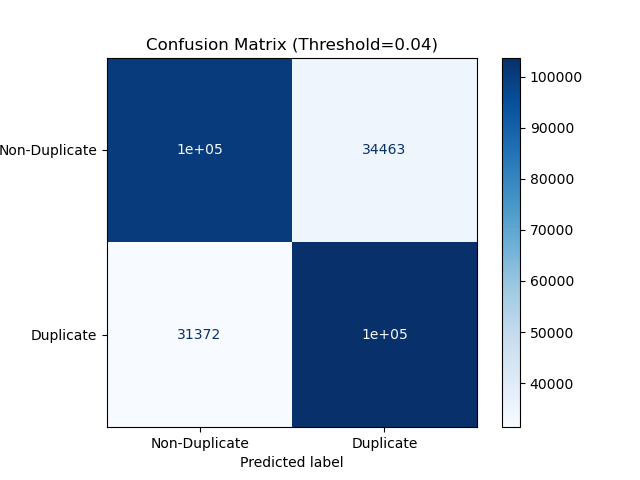 Confusion Matrix (Threshold=0.04)
Non-Duplicate
1e+05
34463
Duplicate
31372
1e+05
Non-Duplicate
Duplicate
Predicted label
100000
90000
80000
70000
60000
50000
40000